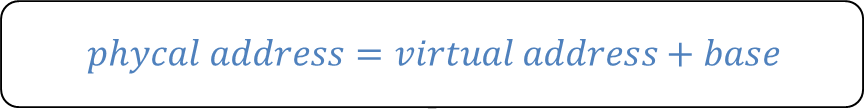 phycal address = virtual address + base